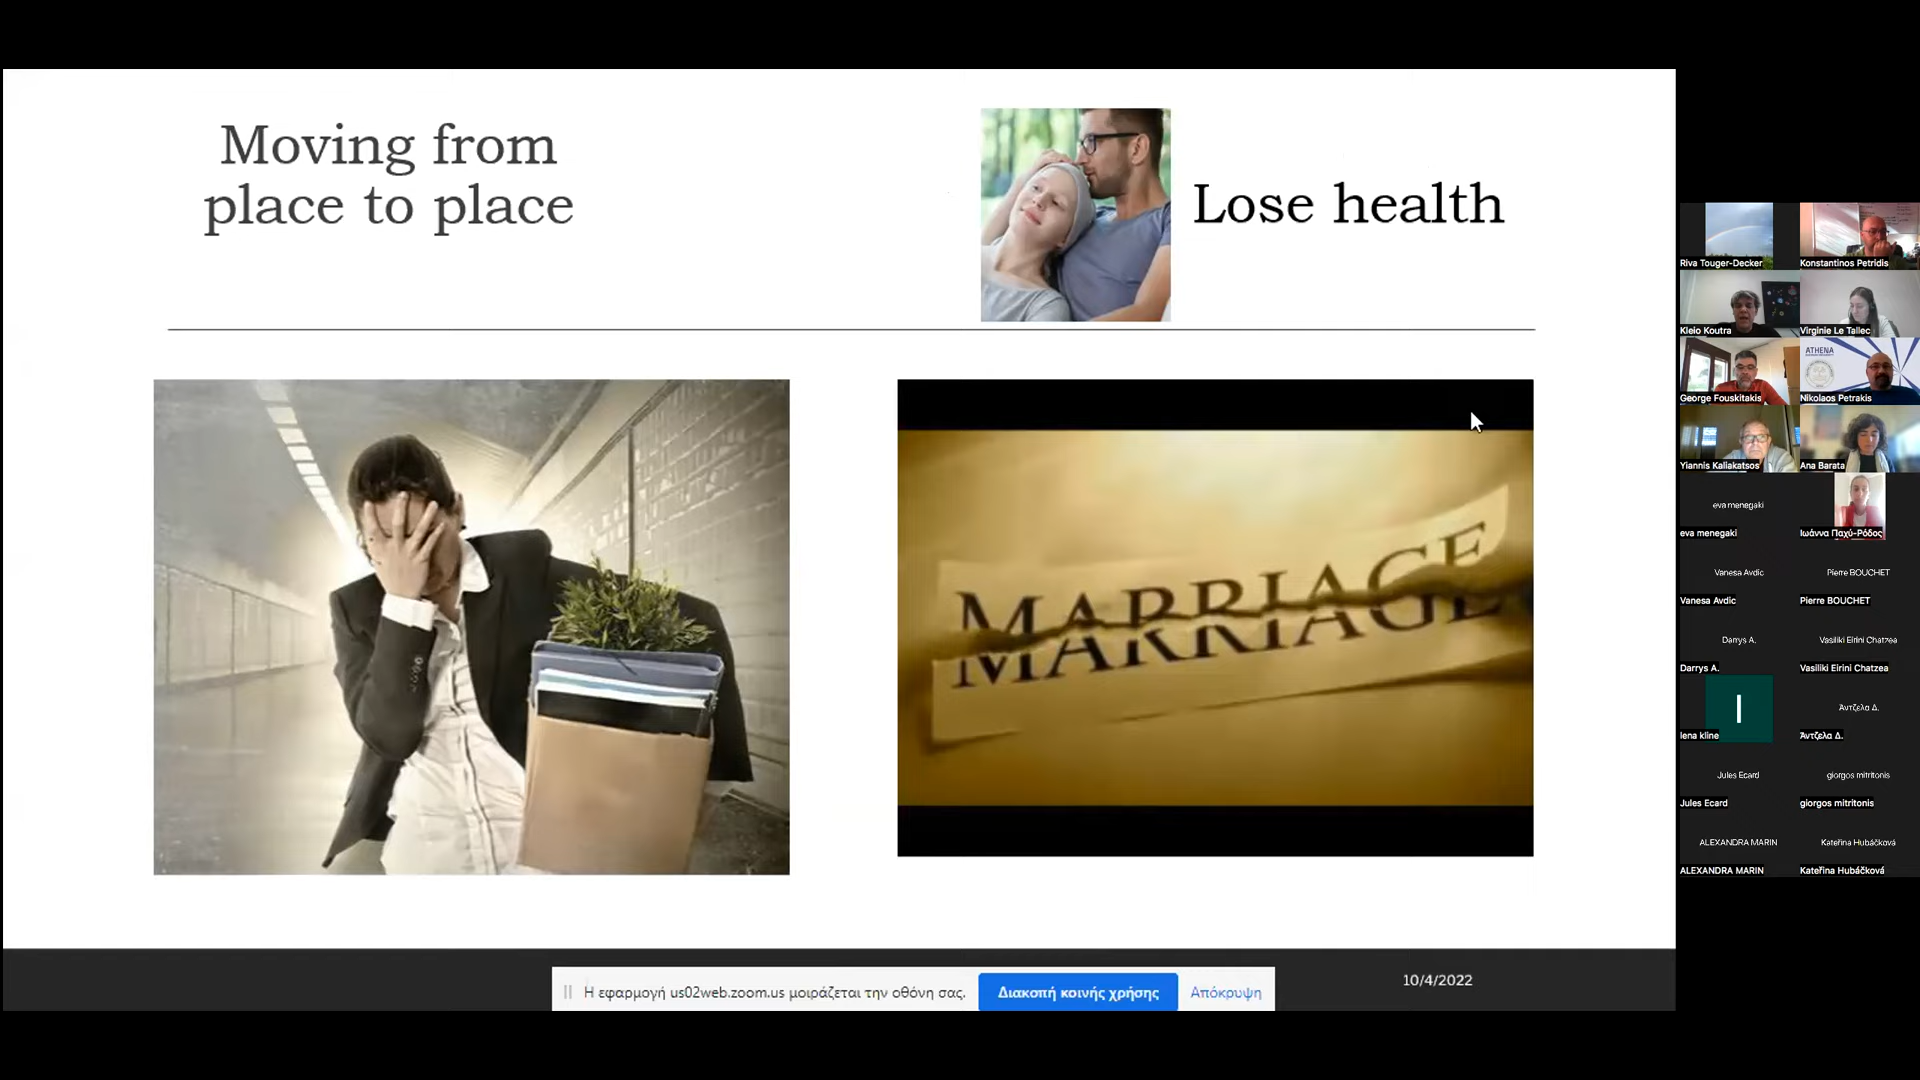 Moving from
place to place
Lose health
MARRIAGE
Η εφαρμογή us02web.zoom.us μοιράζεται την οθόνη σας.
Διακοπή κοινής χρήσης
Απόκρυψη
10/4/2022
Riva Touger-Decker
Konstantinos Petridis
Kleio Koutra
Virginie Le Tallec
ATHENA
George Fouskitakis
Nikolaos Petrakis
Yiannis Kaliakatsos
Ana Barata
eva menegaki
eva menegaki
Ιωάννα Παχύ-Ρόδος
Vanesa Avdic
Pierre BOUCHET
Vanesa Avdic
Pierre BOUCHET
Darrys A.
Vasiliki Eirini Chatzea
Darrys A.
Vasiliki Eirini Chatzea
I
Άντζελα Δ.
lena kline
Άντζελα Δ.
Jules Ecard
giorgos mitritonis
Jules Ecard
giorgos mitritonis
ALEXANDRA MARIN
Kateřina Hubáčková
ALEXANDRA MARIN
Kateřina Hubáčková